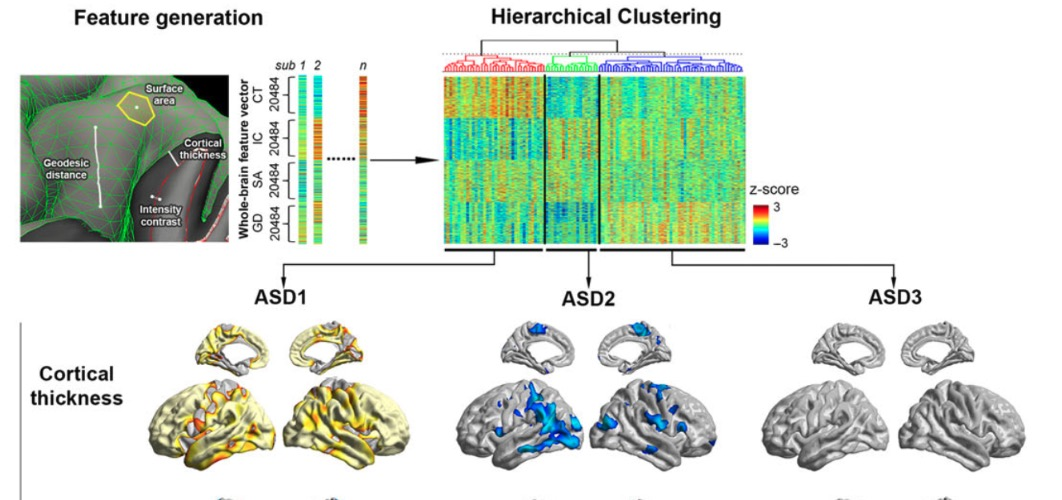 Feature generation
Hierarchical Clustering
sub 1 2 n
Surface
area
Geodesic
distance
Cortical
thickness
Intensity
contrast
Whole-brain feature vector
CT
IC
SA
GD
20484
20484
20484
20484
z-score
3
−3
ASD1
ASD2
ASD3
Cortical
thickness